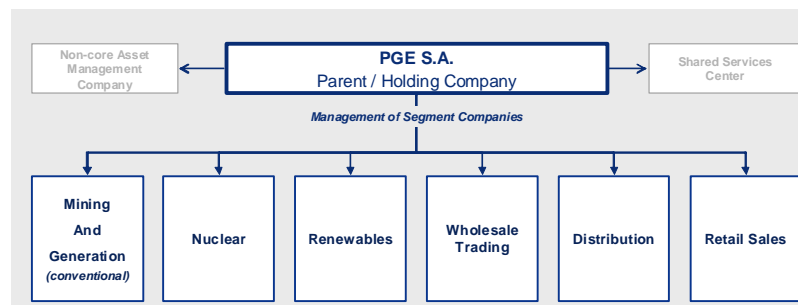 Non-core Asset
Management
Company
PGE S.A.
Parent / Holding Company
Shared Services
Center
Management of Segment Companies
Mining
And
Generation
(conventional)
Nuclear
Renewables
Wholesale
Trading
Distribution
Retail Sales